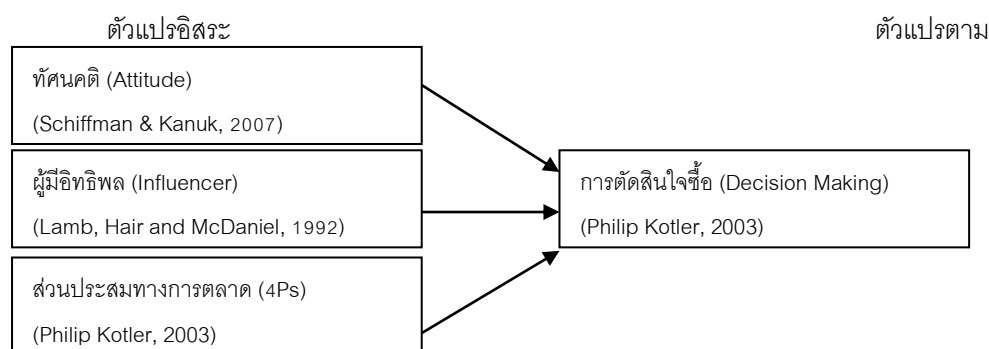 ตัวแปรอิสระ
ตัวแปรตาม
ทัศนคติ (Attitude)
(Schiffman & Kanuk, 2007)
ผู้มีอิทธิพล (Influencer)
(Lamb, Hair and McDaniel, 1992)
ส่วนประสมทางการตลาด (4Ps)
(Philip Kotler, 2003)
การตัดสินใจซื้อ (Decision Making)
(Philip Kotler, 2003)